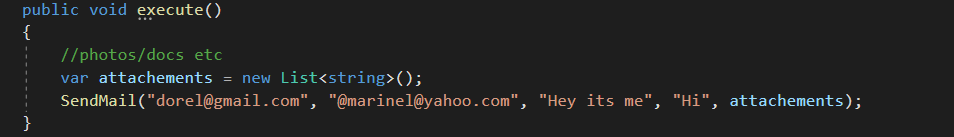 public void execute()
{
//photos/docs etc
var attachements = new List<string>();
SendMail("dorel@gmail.com", "@marinel@yahoo.com", "Hey its me", "Hi", attachements);
}